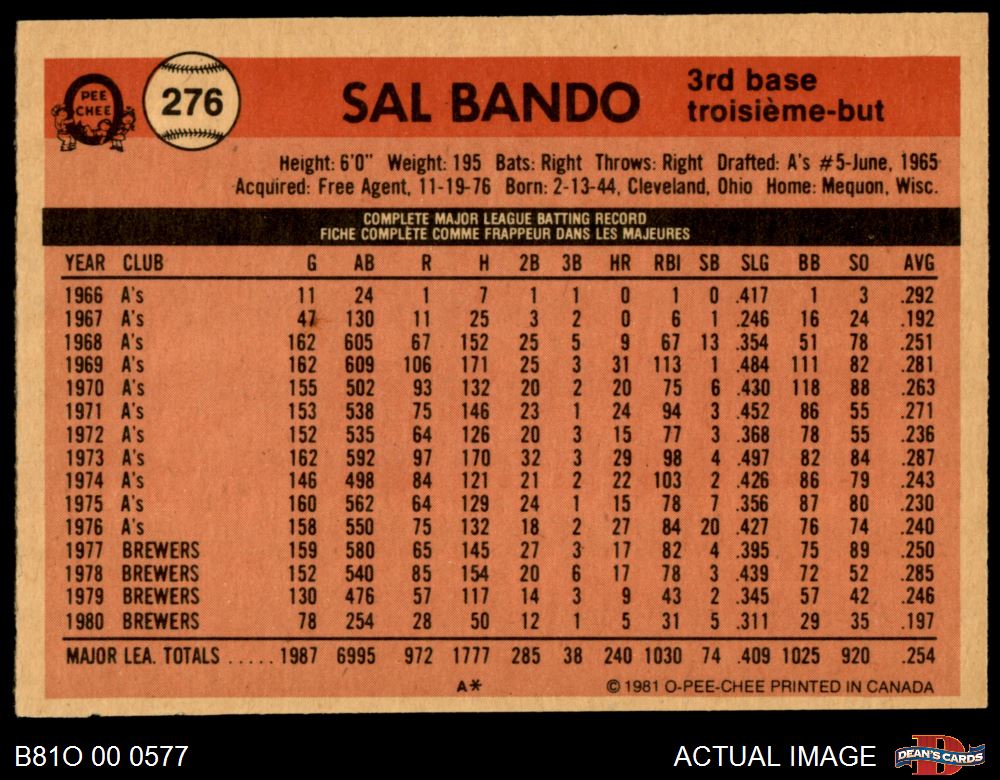 PEE
CHEE
276
SAL BANDO
3rd base
troisième-but
Height: 6'0" Weight: 195 Bats: Right Throws: Right Drafted: A's #5-June, 1965
Acquired: Free Agent, 11-19-76 Born: 2-13-44, Cleveland, Ohio Home: Mequon, Wisc.
COMPLETE MAJOR LEAGUE BATTING RECORD
FICHE COMPLÈTE COMME FRAPPEUR DANS LES MAJEURES
YEAR CLUB G AB R H 2B 3B HR RBI SB SLG BB SO AVG
1966 A's 11 24 1 7 1 1 0 1 0 .417 1 3 .292
1967 A's 47 130 11 25 3 2 0 6 1 .246 16 24 .192
1968 A's 162 605 67 152 25 5 9 67 13 .354 51 78 .251
1969 A's 162 609 106 171 25 3 31 113 1 .484 111 82 .281
1970 A's 155 502 93 132 20 2 20 75 6 .430 118 88 .263
1971 A's 153 538 75 146 23 1 24 94 3 .452 86 55 .271
1972 A's 152 535 64 126 20 3 15 77 3 .368 78 55 .236
1973 A's 162 592 97 170 32 3 29 98 4 .497 82 84 .287
1974 A's 146 498 84 121 21 2 22 103 2 .426 86 79 .243
1975 A's 160 562 64 129 24 1 15 78 7 .356 87 80 .230
1976 A's 158 550 75 132 18 2 27 84 20 .427 76 74 .240
1977 BREWERS 159 580 65 145 27 3 17 82 4 .395 75 89 .250
1978 BREWERS 152 540 85 154 20 6 17 78 3 .439 72 52 .285
1979 BREWERS 130 476 57 117 14 3 9 43 2 .345 57 42 .246
1980 BREWERS 78 254 28 50 12 1 5 31 5 .311 29 35 .197
MAJOR LEA. TOTALS ..... 1987 6995 972 1777 285 38 240 1030 74 .409 1025 920 .254
A* © 1981 O-PEE-CHEE PRINTED IN CANADA
B81O 00 0577
ACTUAL IMAGE
DEAN'S CARDS